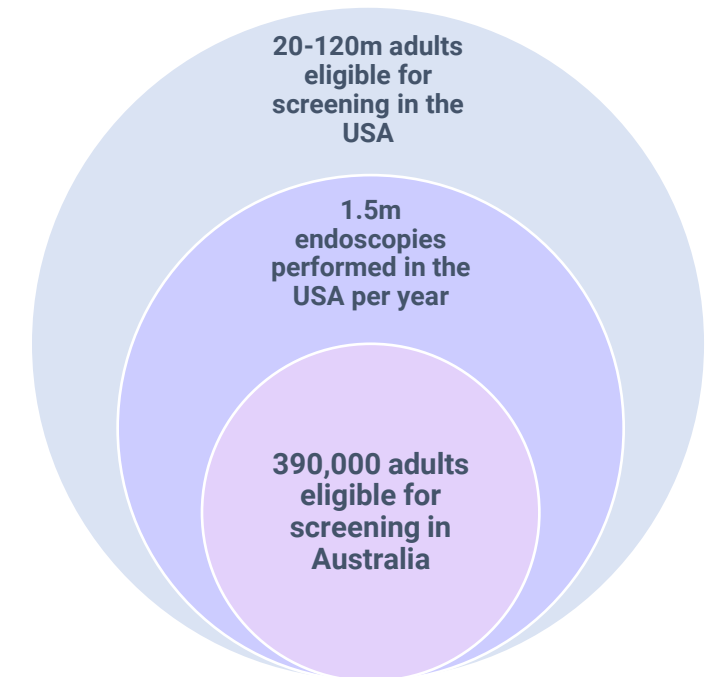 20-120m adults
eligible for
screening in the
USA
1.5m
endoscopies
performed in the
USA per year
390,000 adults
eligible for
screening in
Australia